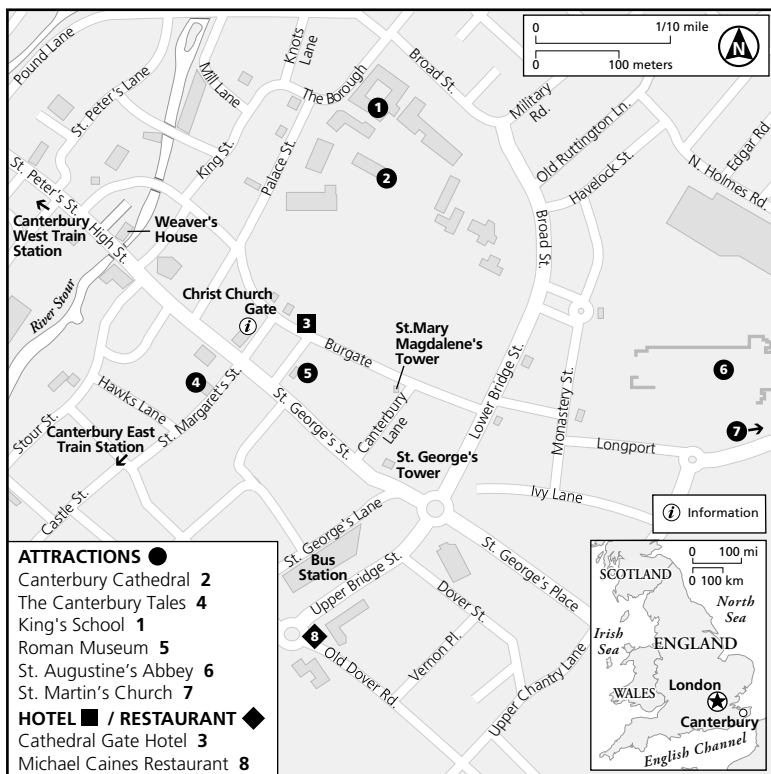 0 1/10 mile
0 100 meters
N
Pound Lane
St. Peter's Lane
Mill Lane
Knots
Lane
The Borough
Broad St.
Military
Rd.
Old Ruttington Ln.
Edgar Rd.
N. Holmes Rd.
Havelock St.
King St.
Palace St.
1
2
St. Peter's St.
Canterbury
West Train
Station
High St.
Weaver's
House
Broad St.
River Stour
Christ Church
Gate
i
3
Burgate
St.Mary
Magdalene's
Tower
Lower Bridge St.
Monastery St.
4
5
6
7
Hawks Lane
St. Margaret's St.
St. George's St.
Canterbury
Lane
Longport
Stour St.
Canterbury East
Train Station
St. George's
Tower
Ivy Lane
Castle St.
St. George's Lane
Bus
Station
Upper Bridge St.
St. George's Place
Dover St.
8
Old Dover Rd.
Vernon Pl.
Upper Chantry Lane
i Information
ATTRACTIONS
Canterbury Cathedral 2
The Canterbury Tales 4
King's School 1
Roman Museum 5
St. Augustine's Abbey 6
St. Martin's Church 7
HOTEL / RESTAURANT
Cathedral Gate Hotel 3
Michael Caines Restaurant 8
0 100 mi
0 100 km
SCOTLAND
North
Sea
Irish
Sea
ENGLAND
WALES
London
Canterbury
English Channel